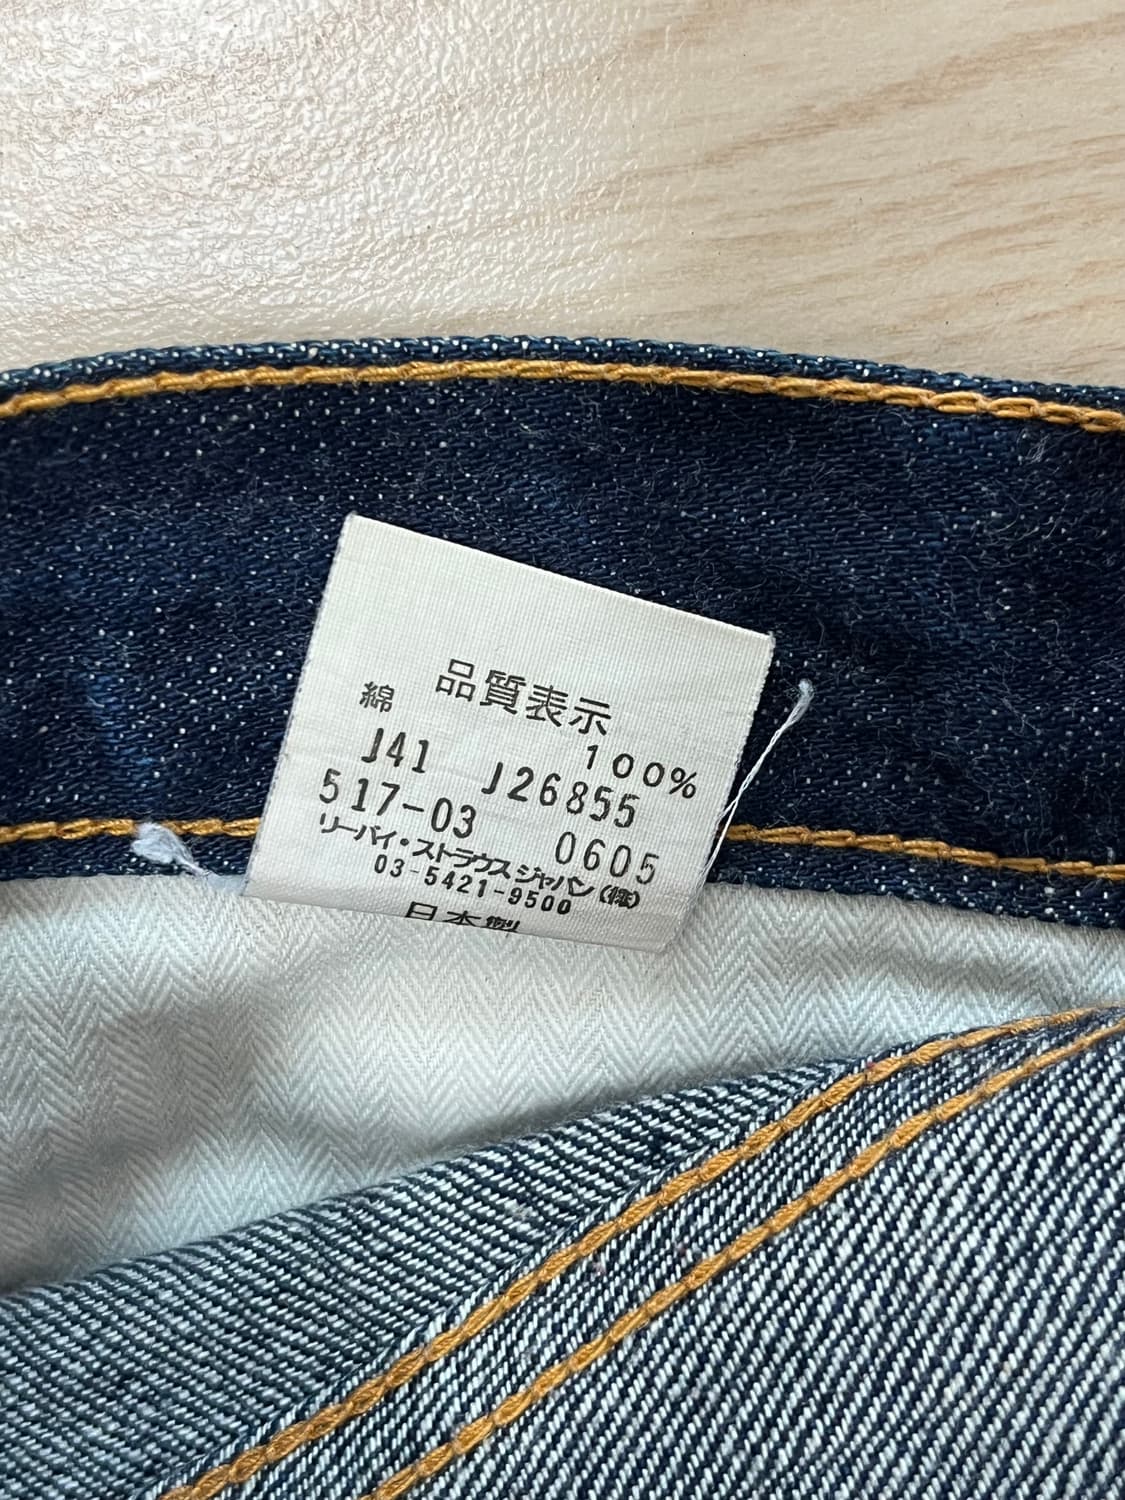 品質表示
綿 100%
J41 J26855
517-03 0605
リーバイ・ストラウス ジャパン(株)
03-5421-9500
日本製